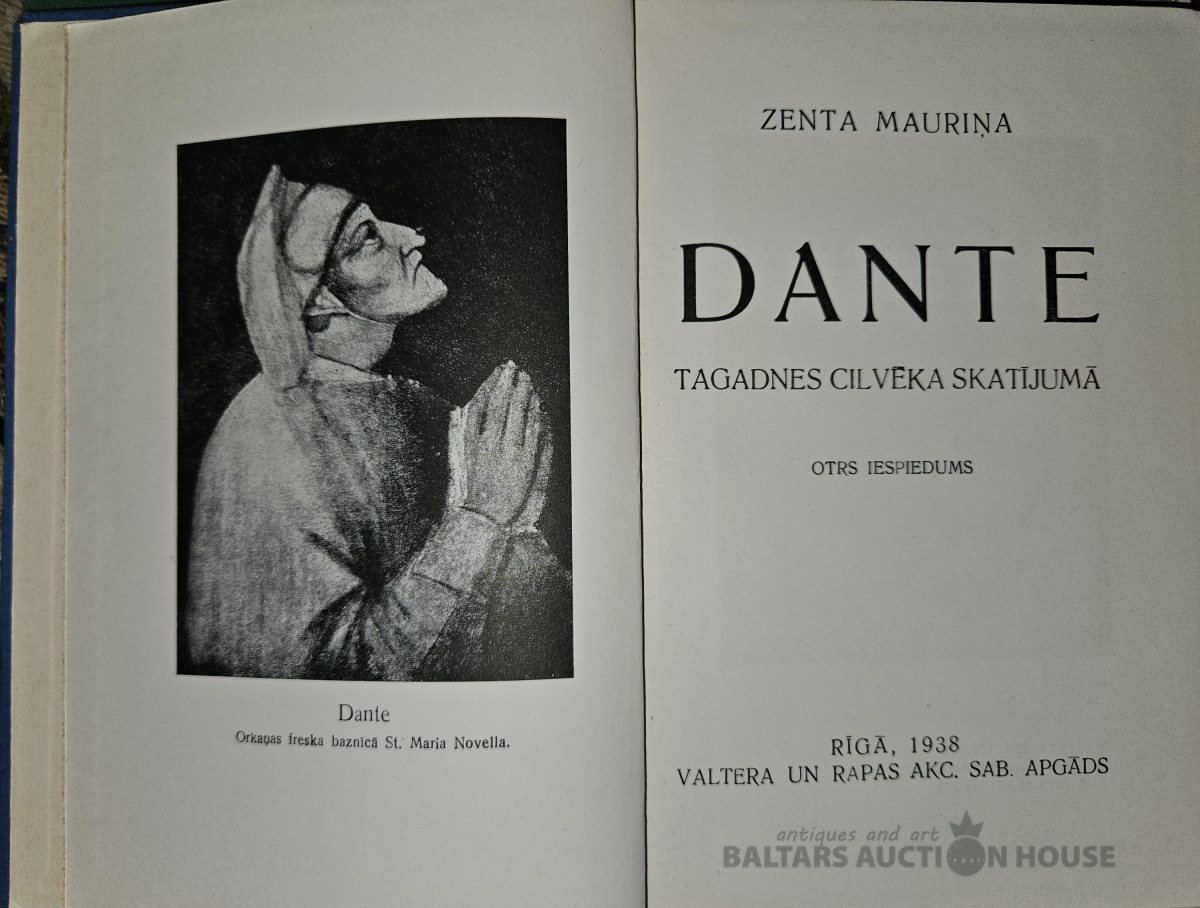 Dante
Orkaņas freska baznīcā St. Maria Novella.
ZENTA MAURIŅA
DANTE
TAGADNES CILVĒKA SKATĪJUMĀ
OTRS IESPIEDUMS
RĪGĀ, 1938
VALTERA UN RAPAS AKC. SAB. APGĀDS
antiques and art
BALTARS AUCTION HOUSE